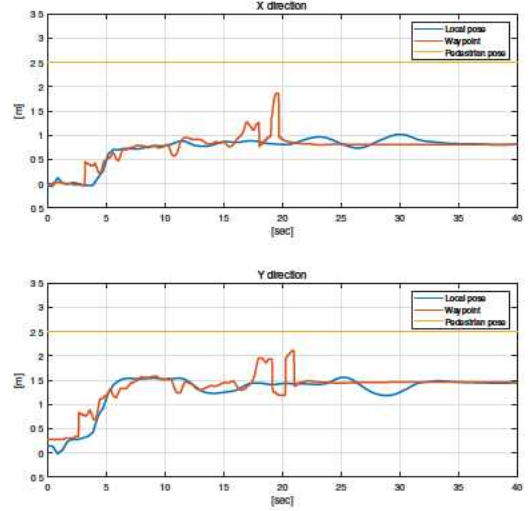 X direction
3 5
3
2 5
2
1 5
1
0 5
0
0 5
[m]
Local pose
Waypoint
Pedestrian pose
0 5 10 15 20 25 30 35 40
[sec]
Y direction
3 5
3
2 5
2
1 5
1
0 5
0
0 5
[m]
Local pose
Waypoint
Pedestrian pose
0 5 10 15 20 25 30 35 40
[sec]